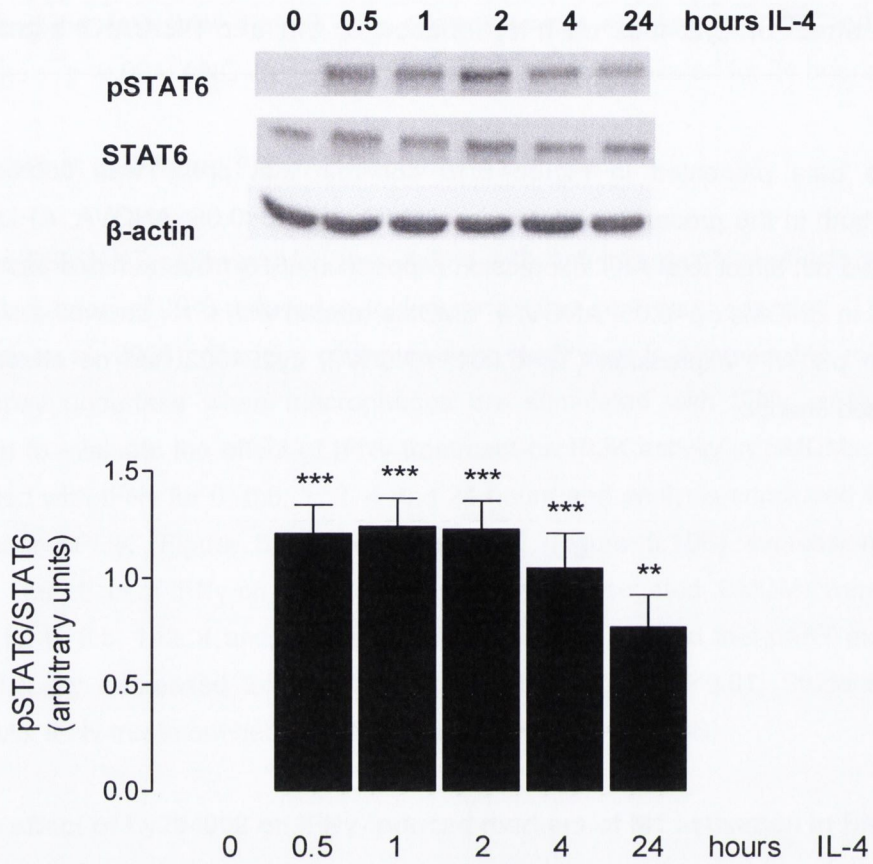 0 0.5 1 2 4 24 hours IL-4
pSTAT6
STAT6
β-actin
1.5
1.0
0.5
0.0
pSTAT6/STAT6
(arbitrary units)
*** *** *** *** **
0 0.5 1 2 4 24 hours IL-4